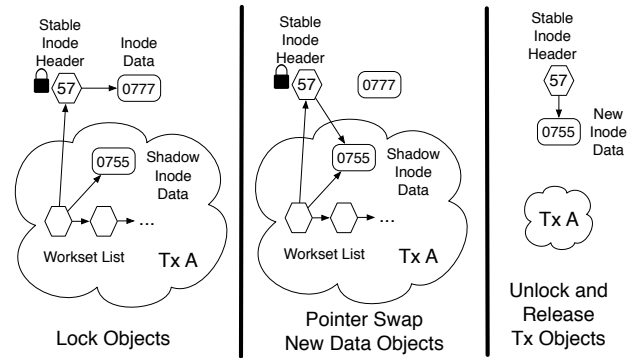 Stable
Inode
Header
Inode
Data
57
0777
0755
Shadow
Inode
Data
...
Workset List
Tx A
Lock Objects
Stable
Inode
Header
57
0777
0755
Shadow
Inode
Data
...
Workset List
Tx A
Pointer Swap
New Data Objects
Stable
Inode
Header
57
0755
New
Inode
Data
Tx A
Unlock and
Release
Tx Objects